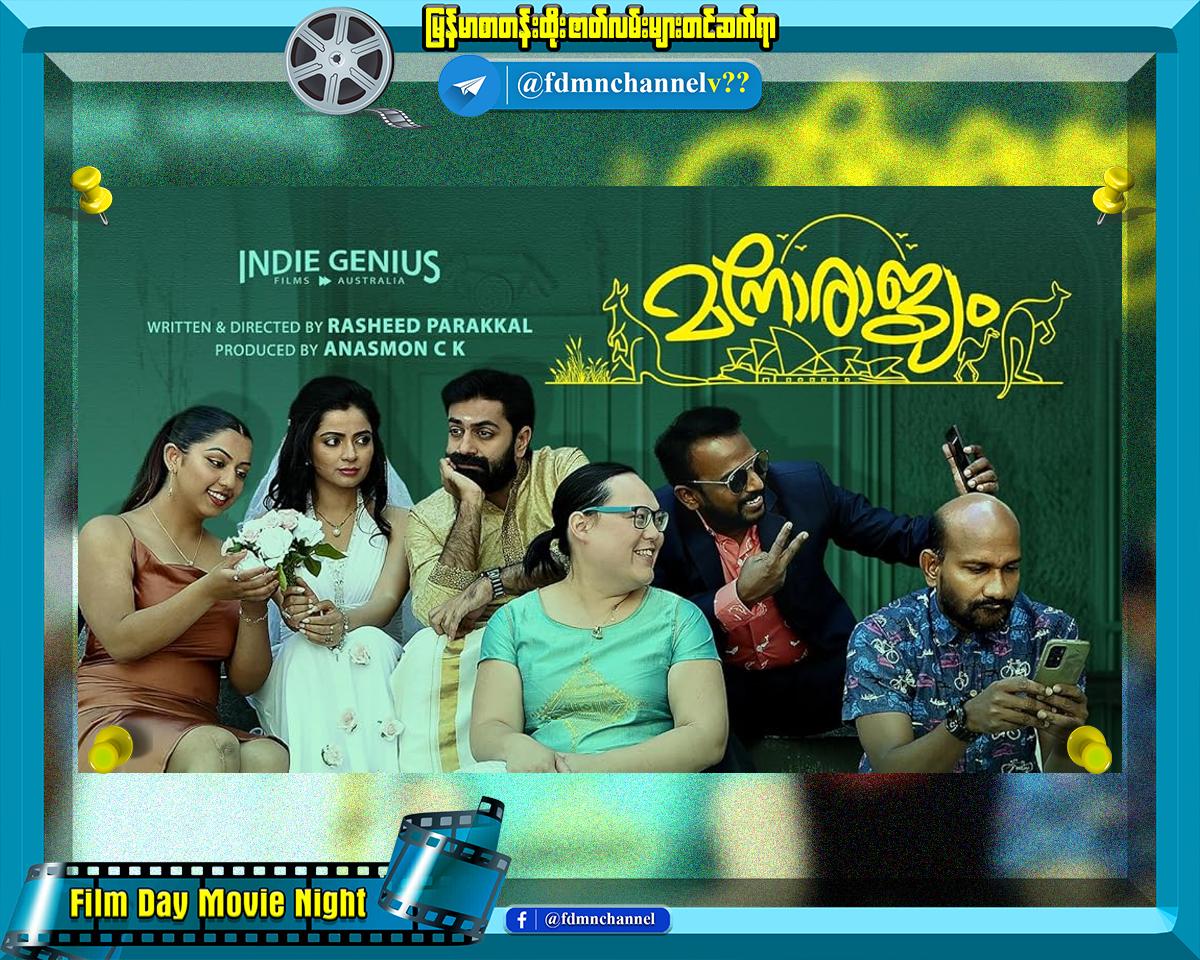 မြန်မာစာတန်းထိုး ဇာတ်လမ်းများတင်ဆက်ရာ
@fdmnchannelv??
INDIE GENIUS
FILMS AUSTRALIA
WRITTEN & DIRECTED BY RASHEED PARAKKAL
PRODUCED BY ANASMON C K
മനോരാജ്യം
Film Day Movie Night
f @fdmnchannel